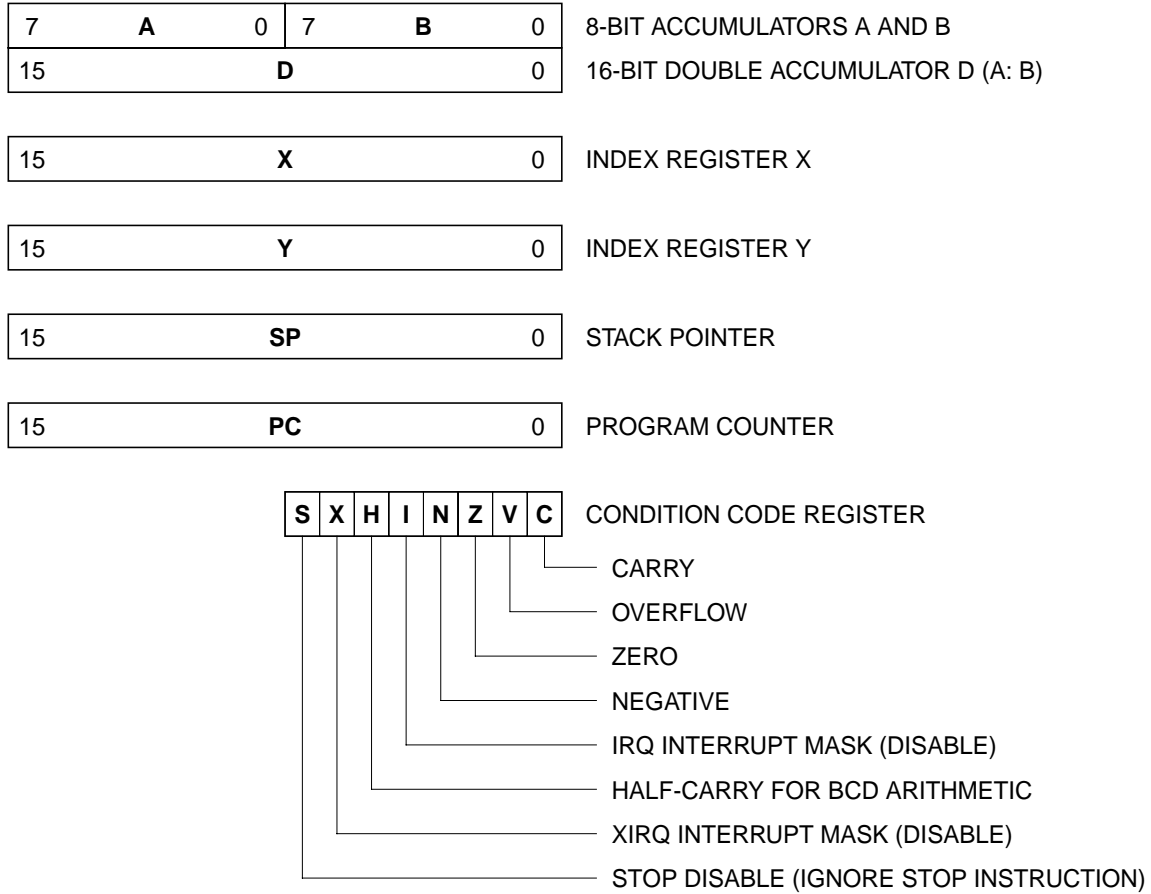 7 A 0 7 B 0 8-BIT ACCUMULATORS A AND B
15 D 0 16-BIT DOUBLE ACCUMULATOR D (A: B)
15 X 0 INDEX REGISTER X
15 Y 0 INDEX REGISTER Y
15 SP 0 STACK POINTER
15 PC 0 PROGRAM COUNTER
S X H I N Z V C CONDITION CODE REGISTER
CARRY
OVERFLOW
ZERO
NEGATIVE
IRQ INTERRUPT MASK (DISABLE)
HALF-CARRY FOR BCD ARITHMETIC
XIRQ INTERRUPT MASK (DISABLE)
STOP DISABLE (IGNORE STOP INSTRUCTION)